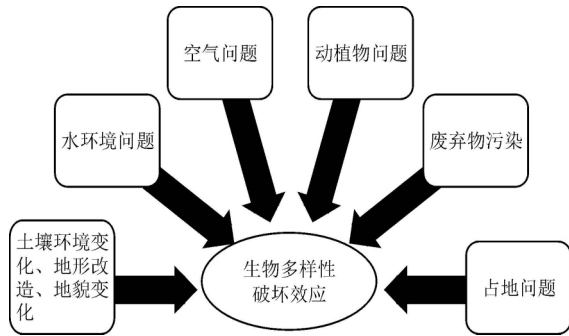 空气问题
动植物问题
水环境问题
废弃物污染
土壤环境变
化、地形改
造、地貌变
化
生物多样性
破坏效应
占地问题